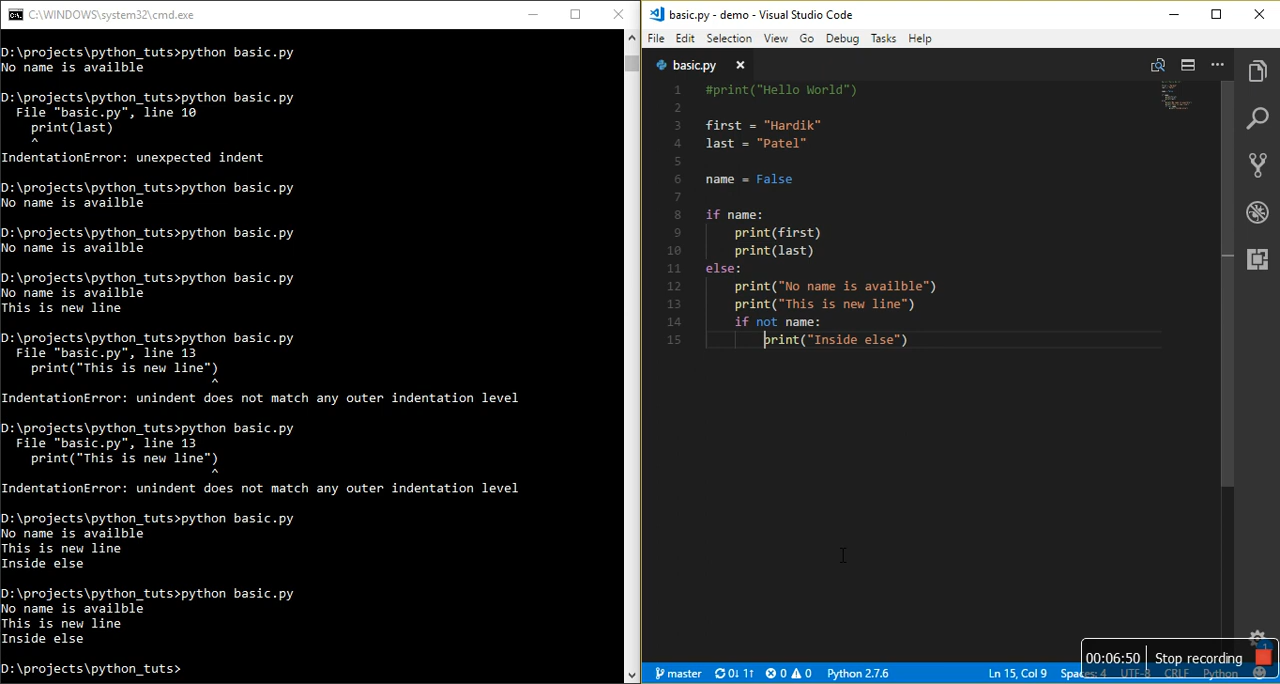 C:\WINDOWS\system32\cmd.exe
D:\projects\python_tuts>python basic.py
No name is availble
D:\projects\python_tuts>python basic.py
  File "basic.py", line 10
    print(last)
    ^
IndentationError: unexpected indent
D:\projects\python_tuts>python basic.py
No name is availble
D:\projects\python_tuts>python basic.py
No name is availble
D:\projects\python_tuts>python basic.py
No name is availble
This is new line
D:\projects\python_tuts>python basic.py
  File "basic.py", line 13
    print("This is new line")
                            ^
IndentationError: unindent does not match any outer indentation level
D:\projects\python_tuts>python basic.py
  File "basic.py", line 13
    print("This is new line")
                            ^
IndentationError: unindent does not match any outer indentation level
D:\projects\python_tuts>python basic.py
No name is availble
This is new line
Inside else
D:\projects\python_tuts>python basic.py
No name is availble
This is new line
Inside else
D:\projects\python_tuts>
basic.py - demo - Visual Studio Code
File Edit Selection View Go Debug Tasks Help
basic.py
1 #print("Hello World")
2
3 first = "Hardik"
4 last = "Patel"
5
6 name = False
7
8 if name:
9     print(first)
10     print(last)
11 else:
12     print("No name is availble")
13     print("This is new line")
14     if not name:
15         print("Inside else")
00:06:50 Stop recording
master 0↓ 1↑ 0 0 Python 2.7.6 Ln 15, Col 9 Spaces: 4 UTF-8 CRLF Python